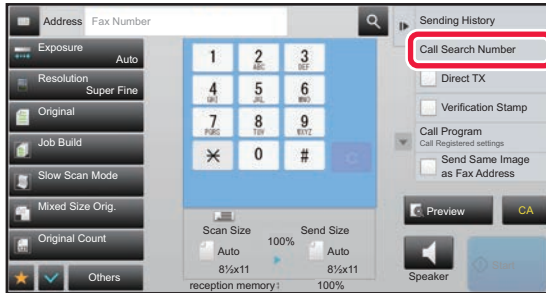 Address
Fax Number
Exposure
Auto
Resolution
Super Fine
Original
Job Build
Slow Scan Mode
Mixed Size Orig.
Original Count
Others
1
2
ABC
3
DEF
4
GHI
5
JKL
6
MNO
7
PQRS
8
TUV
9
WXYZ
0
#
C
Scan Size
100%
Send Size
Auto
Auto
8½x11
8½x11
reception memory:
100%
Sending History
Call Search Number
Direct TX
Verification Stamp
Call Program
Call Registered settings
Send Same Image
as Fax Address
Preview
CA
Speaker
Start